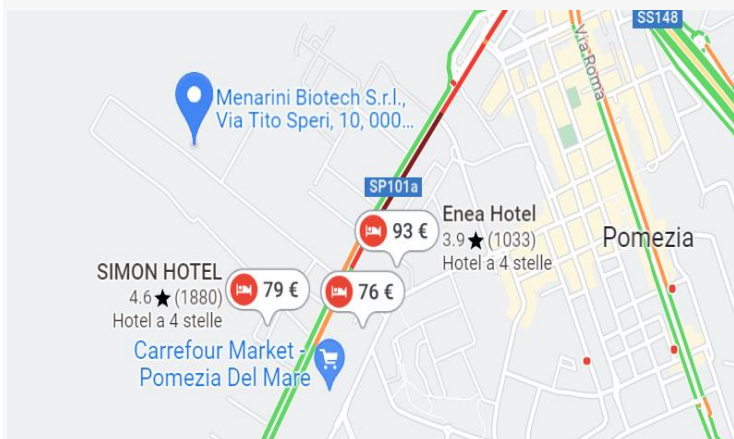 SS148
Via Roma
Menarini Biotech S.r.l.,
Via Tito Speri, 10, 000...
SP101a
93 €
Enea Hotel
3.9 ★ (1033)
Hotel a 4 stelle
Pomezia
SIMON HOTEL
4.6 ★ (1880)
Hotel a 4 stelle
79 €
76 €
Carrefour Market -
Pomezia Del Mare